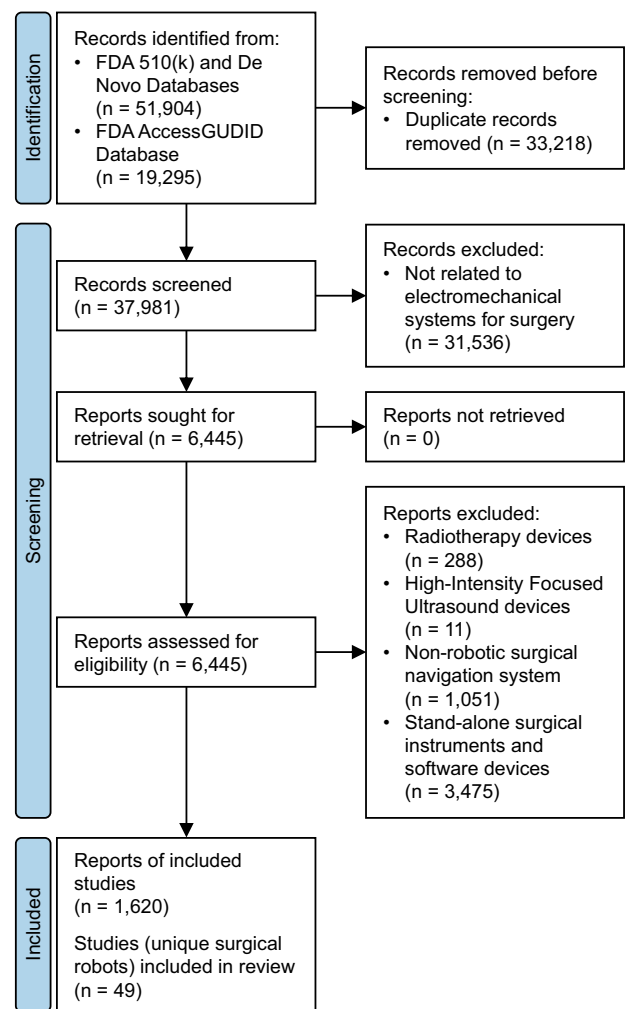 Identification
Records identified from:
• FDA 510(k) and De
Novo Databases
(n = 51,904)
• FDA AccessGUDID
Database
(n = 19,295)
Records removed before
screening:
• Duplicate records
removed (n = 33,218)
Screening
Records screened
(n = 37,981)
Records excluded:
• Not related to
electromechanical
systems for surgery
(n = 31,536)
Reports sought for
retrieval (n = 6,445)
Reports not retrieved
(n = 0)
Reports assessed for
eligibility (n = 6,445)
Reports excluded:
• Radiotherapy devices
(n = 288)
• High-Intensity Focused
Ultrasound devices
(n = 11)
• Non-robotic surgical
navigation system
(n = 1,051)
• Stand-alone surgical
instruments and
software devices
(n = 3,475)
Included
Reports of included
studies
(n = 1,620)
Studies (unique surgical
robots) included in review
(n = 49)